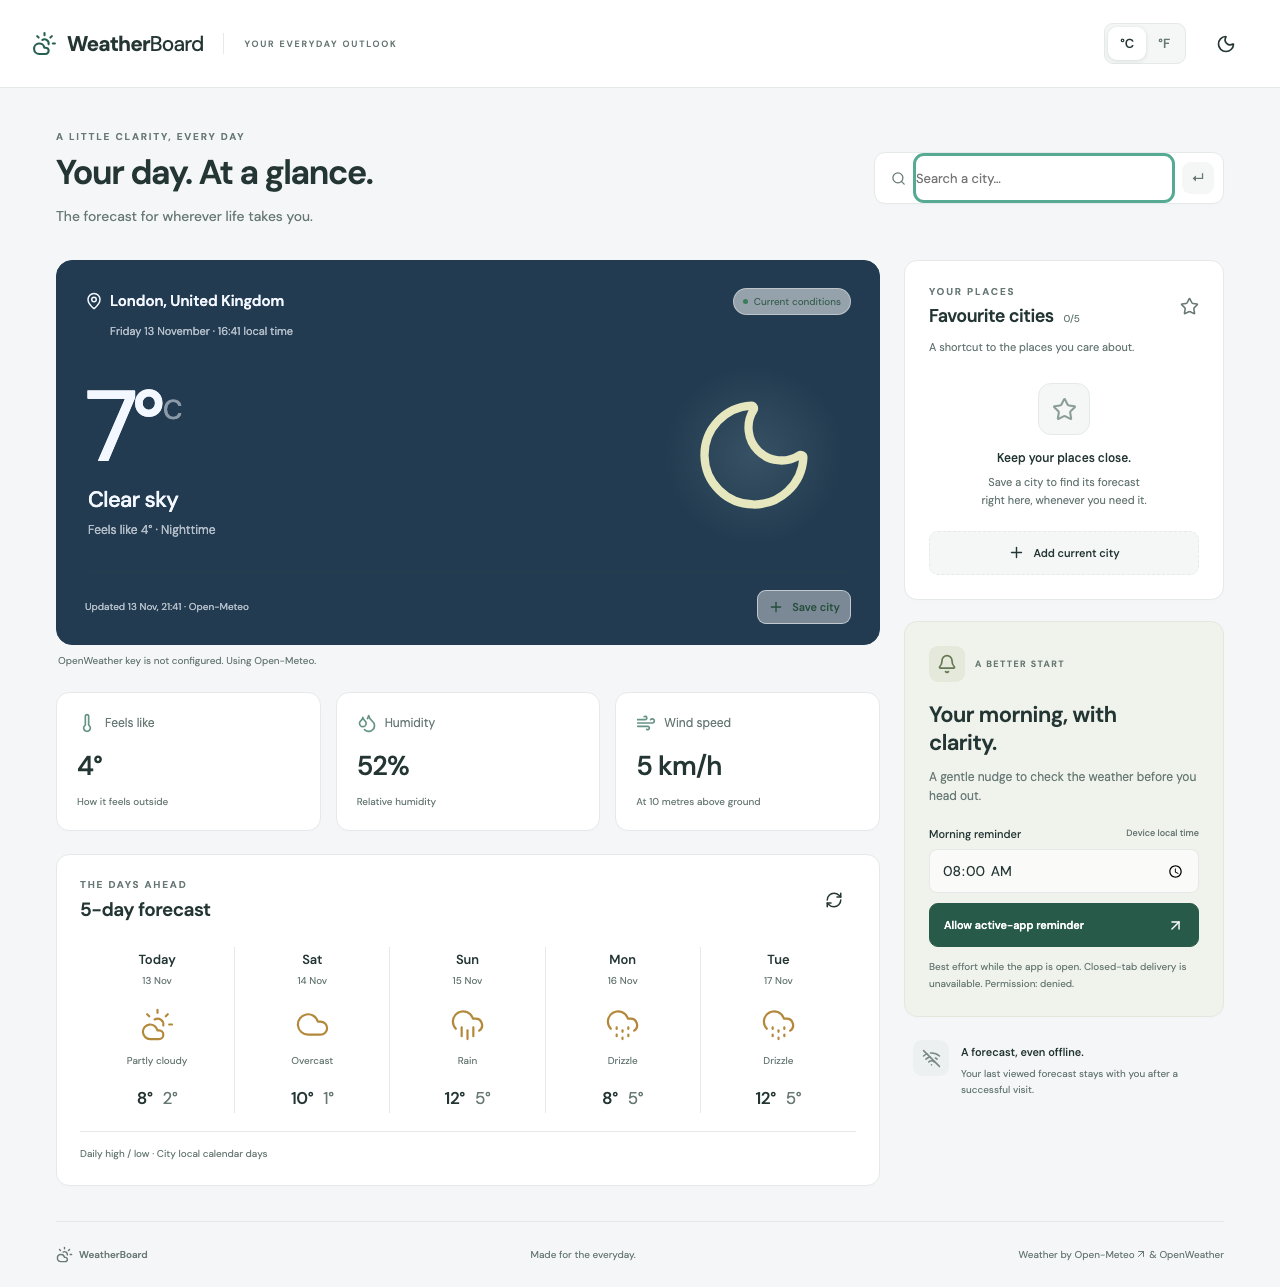 WeatherBoard
YOUR EVERYDAY OUTLOOK
°C °F
A LITTLE CLARITY, EVERY DAY
Your day. At a glance.
The forecast for wherever life takes you.
Search a city...
London, United Kingdom
Friday 13 November · 16:41 local time
Current conditions
7°C
Clear sky
Feels like 4° · Nighttime
Updated 13 Nov, 21:41 · Open-Meteo
Save city
OpenWeather key is not configured. Using Open-Meteo.
Feels like
4°
How it feels outside
Humidity
52%
Relative humidity
Wind speed
5 km/h
At 10 metres above ground
THE DAYS AHEAD
5-day forecast
Today
13 Nov
Partly cloudy
8° 2°
Sat
14 Nov
Overcast
10° 1°
Sun
15 Nov
Rain
12° 5°
Mon
16 Nov
Drizzle
8° 5°
Tue
17 Nov
Drizzle
12° 5°
Daily high / low · City local calendar days
YOUR PLACES
Favourite cities 0/5
A shortcut to the places you care about.
Keep your places close.
Save a city to find its forecast
right here, whenever you need it.
Add current city
A BETTER START
Your morning, with
clarity.
A gentle nudge to check the weather before you
head out.
Morning reminder
Device local time
08:00 AM
Allow active-app reminder
Best effort while the app is open. Closed-tab delivery is
unavailable. Permission: denied.
A forecast, even offline.
Your last viewed forecast stays with you after a
successful visit.
WeatherBoard
Made for the everyday.
Weather by Open-Meteo & OpenWeather